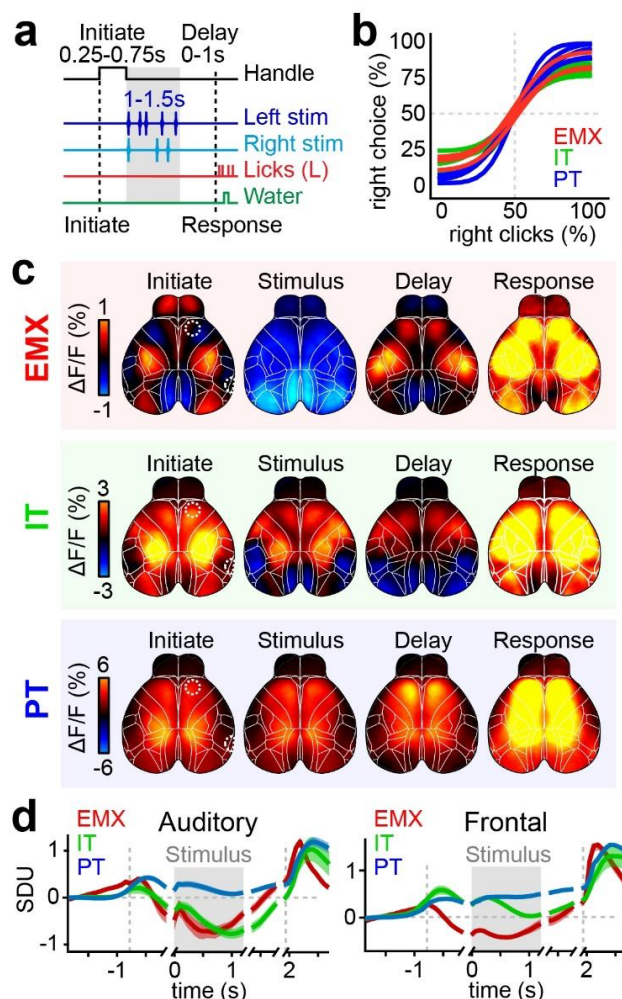 a
Initiate
0.25-0.75s
Delay
0-1s
Handle
1-1.5s
Left stim
Right stim
Licks (L)
Water
Initiate
Response
b
right choice (%)
100
75
50
25
0
EMX
IT
PT
0
50
100
right clicks (%)
c
EMX
Initiate
Stimulus
Delay
Response
1
ΔF/F (%)
-1
IT
Initiate
Stimulus
Delay
Response
3
ΔF/F (%)
-3
PT
Initiate
Stimulus
Delay
Response
6
ΔF/F (%)
-6
d
EMX
IT
PT
Auditory
Stimulus
SDU
1
0
-1
-1
0
1
2
time (s)
EMX
IT
PT
Frontal
Stimulus
1
0
-1
0
1
2
time (s)